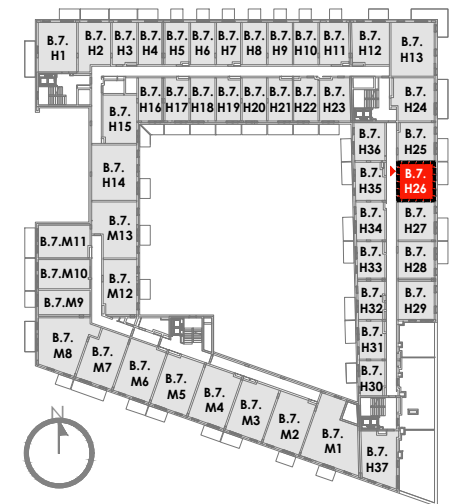 B.7.
H1
B.7.
H2
B.7.
H3
B.7.
H4
B.7.
H5
B.7.
H6
B.7.
H7
B.7.
H8
B.7.
H9
B.7.
H10
B.7.
H11
B.7.
H12
B.7.
H13
B.7.
H16
B.7.
H17
B.7.
H18
B.7.
H19
B.7.
H20
B.7.
H21
B.7.
H22
B.7.
H23
B.7.
H24
B.7.
H15
B.7.
H36
B.7.
H25
B.7.
H14
B.7.
H35
B.7.
H26
B.7.
M13
B.7.
H34
B.7.
H27
B.7.M11
B.7.
H33
B.7.
H28
B.7.M10
B.7.
M12
B.7.M9
B.7.
H32
B.7.
H29
B.7.
M8
B.7.
M7
B.7.
M6
B.7.
M5
B.7.
M4
B.7.
M3
B.7.
M2
B.7.
M1
B.7.
H31
B.7.
H30
B.7.
H37
N